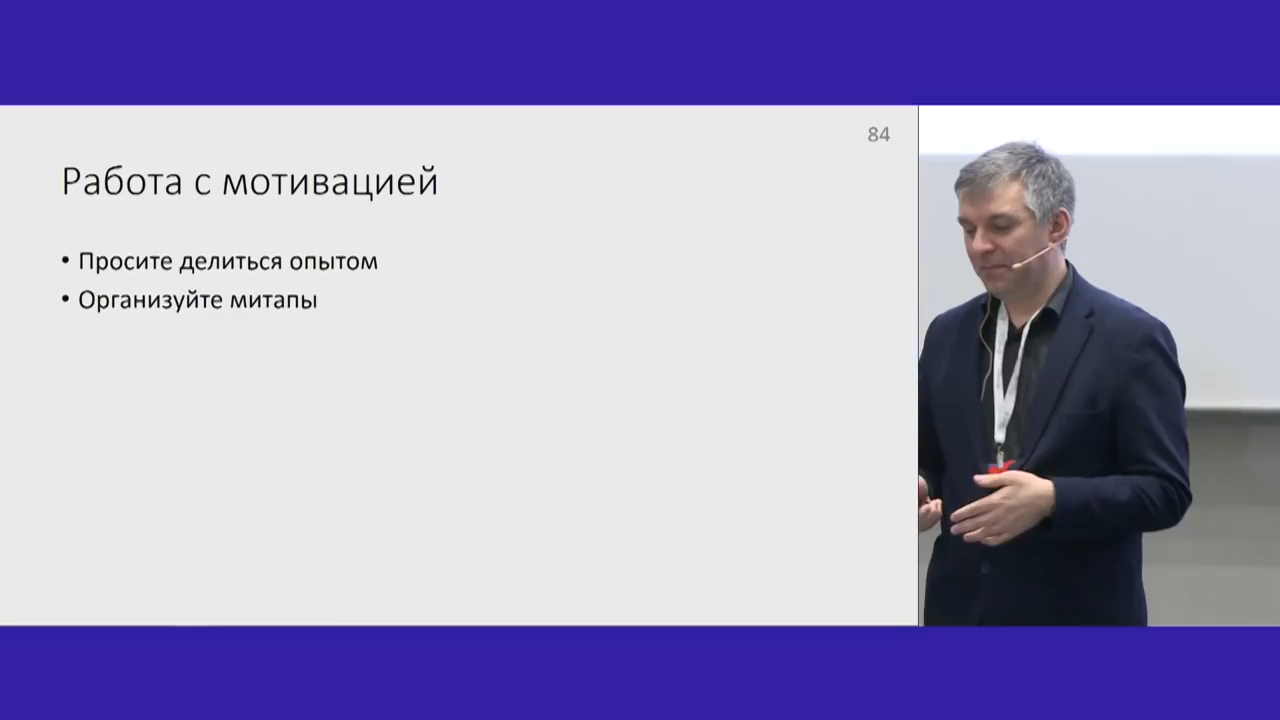 84
Работа с мотивацией
• Просите делиться опытом
• Организуйте митапы